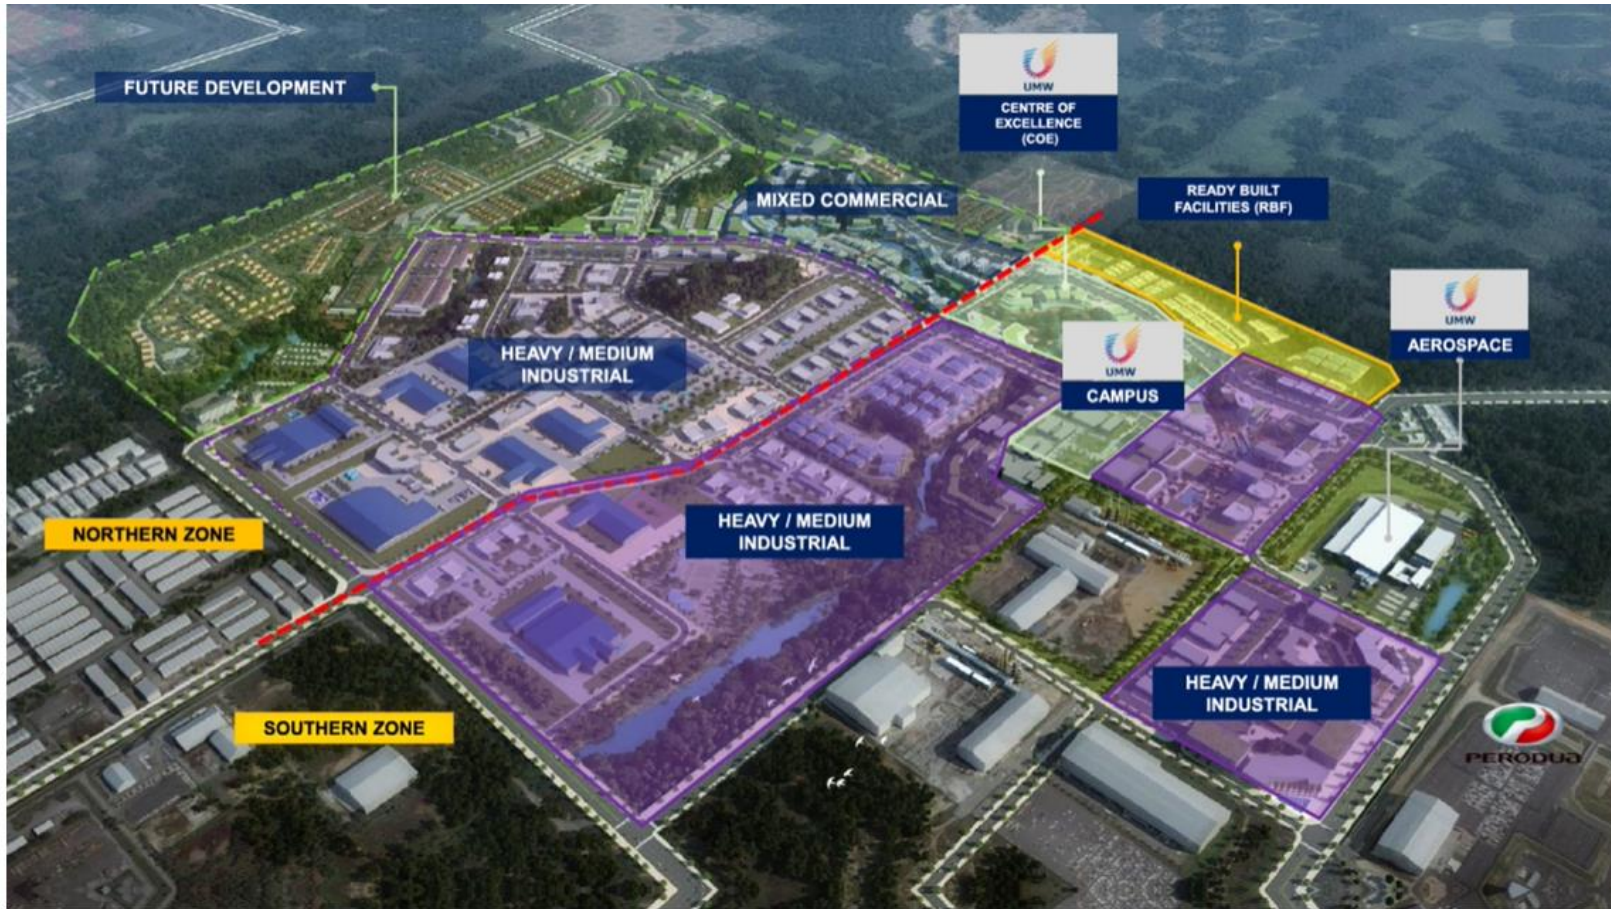 FUTURE DEVELOPMENT
UMW
CENTRE OF
EXCELLENCE
(COE)
MIXED COMMERCIAL
READY BUILT
FACILITIES (RBF)
UMW
AEROSPACE
HEAVY / MEDIUM
INDUSTRIAL
UMW
CAMPUS
NORTHERN ZONE
HEAVY / MEDIUM
INDUSTRIAL
SOUTHERN ZONE
HEAVY / MEDIUM
INDUSTRIAL
PERODUA